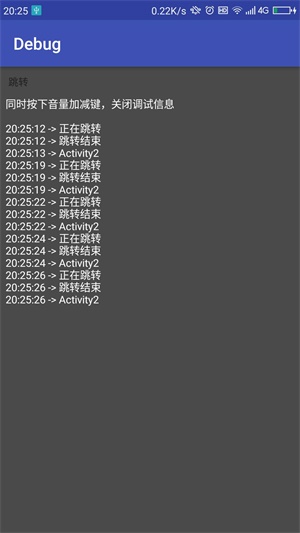 20:25 0.22K/s HD 4G
Debug
跳转
同时按下音量加减键，关闭调试信息
20:25:12 -> 正在跳转
20:25:12 -> 跳转结束
20:25:13 -> Activity2
20:25:19 -> 正在跳转
20:25:19 -> 跳转结束
20:25:19 -> Activity2
20:25:22 -> 正在跳转
20:25:22 -> 跳转结束
20:25:22 -> Activity2
20:25:24 -> 正在跳转
20:25:24 -> 跳转结束
20:25:24 -> Activity2
20:25:26 -> 正在跳转
20:25:26 -> 跳转结束
20:25:26 -> Activity2